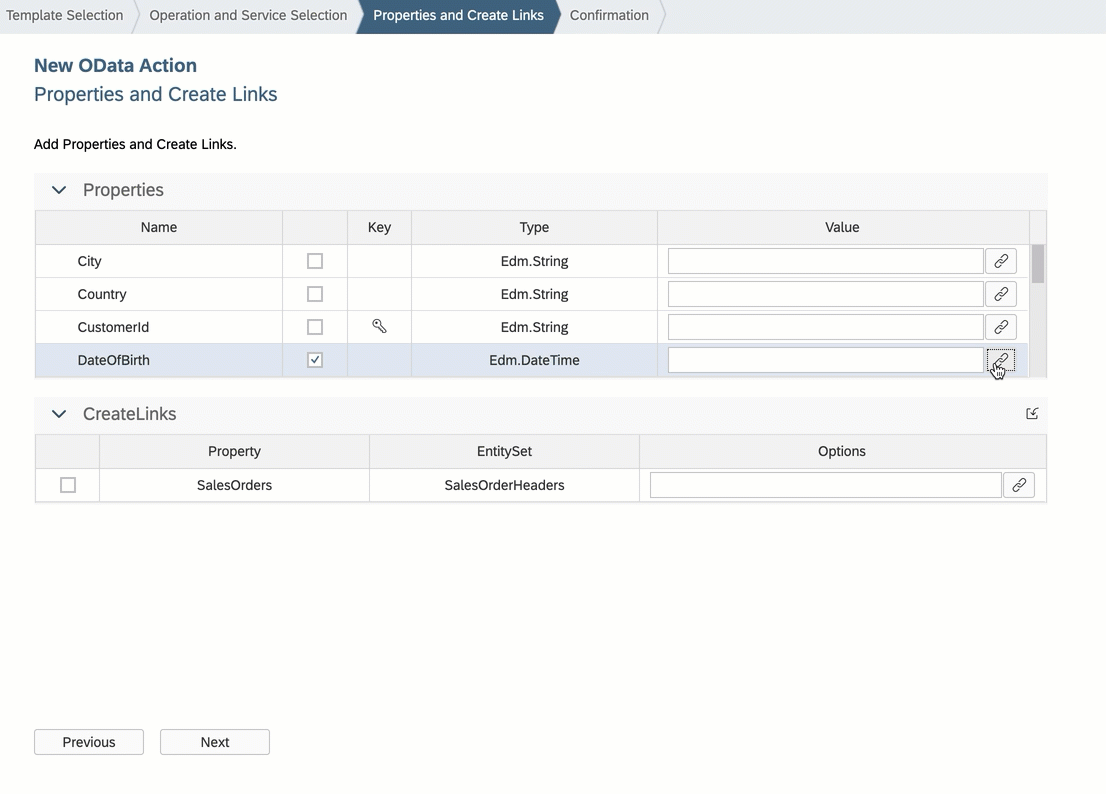 Template Selection Operation and Service Selection Properties and Create Links Confirmation
New OData Action
Properties and Create Links
Add Properties and Create Links.
Properties
Name Key Type Value
City Edm.String
Country Edm.String
CustomerId Edm.String
DateOfBirth Edm.DateTime
CreateLinks
Property EntitySet Options
SalesOrders SalesOrderHeaders
Previous Next